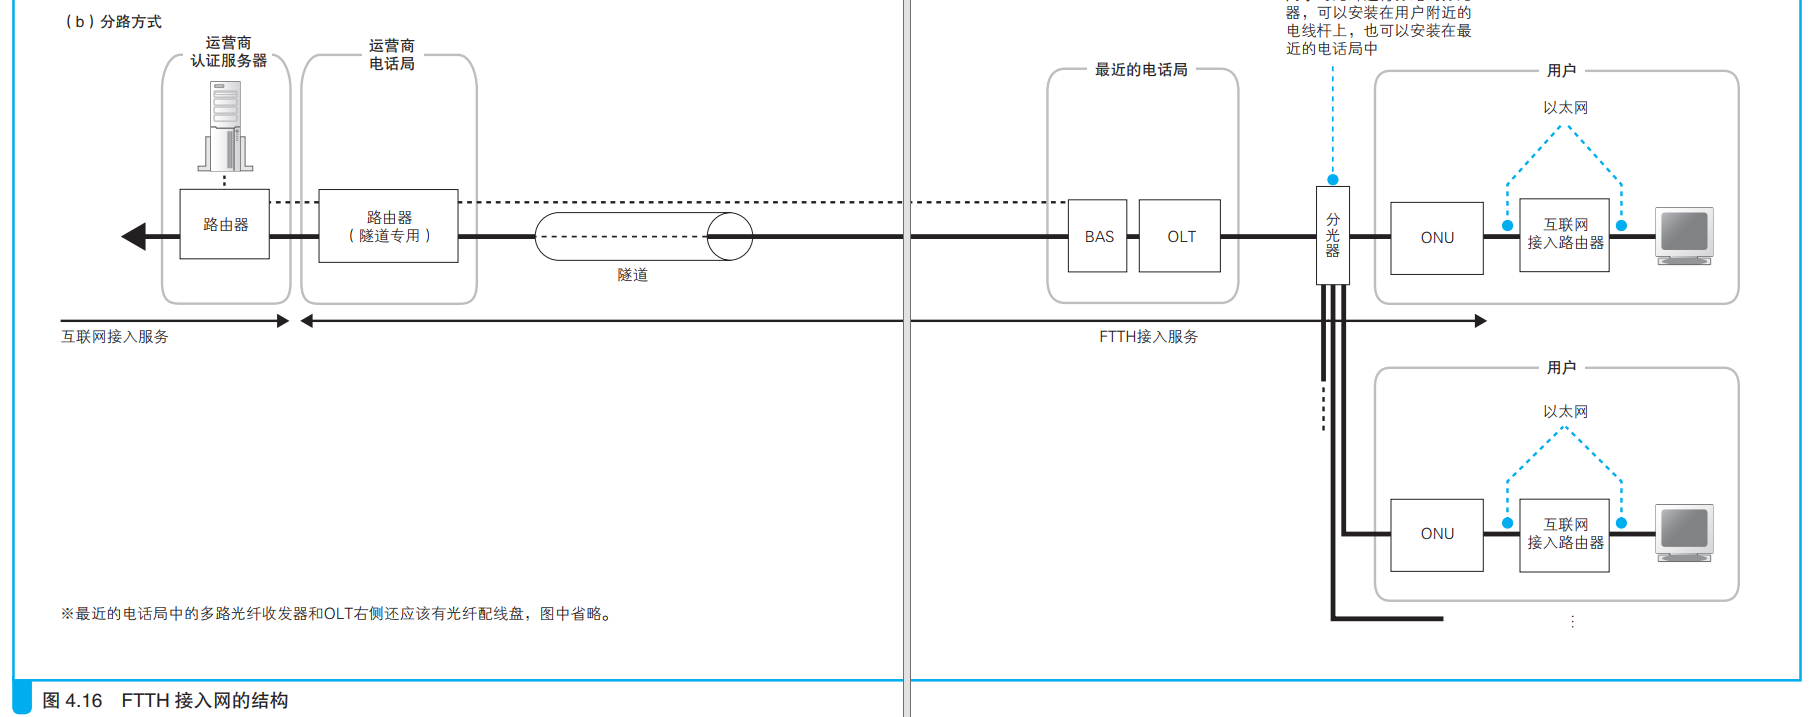 （b）分路方式
器，可以安装在用户附近的
电线杆上，也可以安装在最
近的电话局中
运营商
认证服务器
运营商
电话局
最近的电话局
用户
以太网
路由器
路由器
（隧道专用）
隧道
BAS
OLT
分光器
ONU
互联网
接入路由器
互联网接入服务
FTTH接入服务
用户
以太网
ONU
互联网
接入路由器
⋮
※最近的电话局中的多路光纤收发器和OLT右侧还应该有光纤配线盘，图中省略。
图 4.16 FTTH 接入网的结构